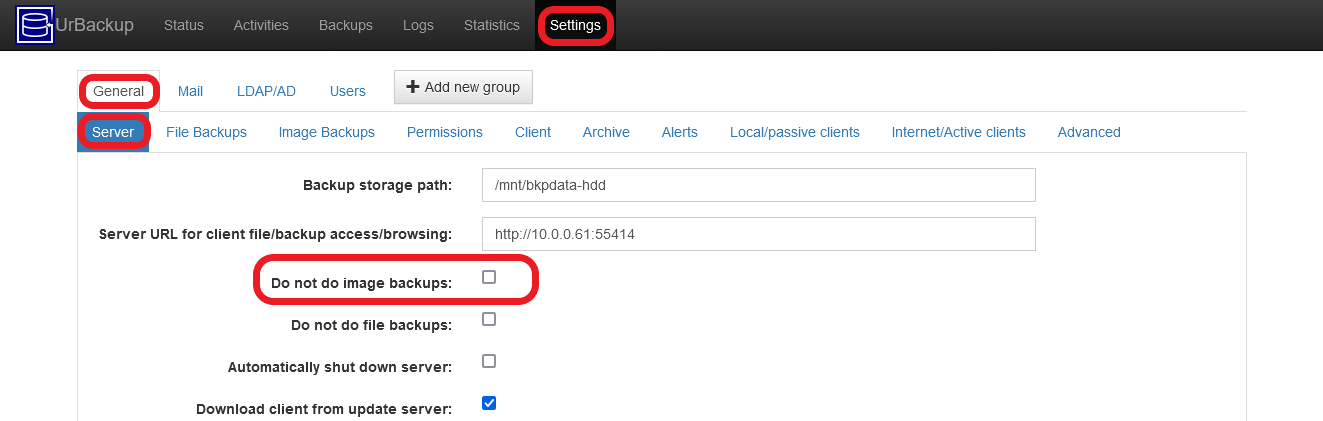 UrBackup Status Activities Backups Logs Statistics Settings
General Mail LDAP/AD Users Add new group
Server File Backups Image Backups Permissions Client Archive Alerts Local/passive clients Internet/Active clients Advanced
Backup storage path: /mnt/bkpdata-hdd
Server URL for client file/backup access/browsing: http://10.0.0.61:55414
Do not do image backups:
Do not do file backups:
Automatically shut down server:
Download client from update server: